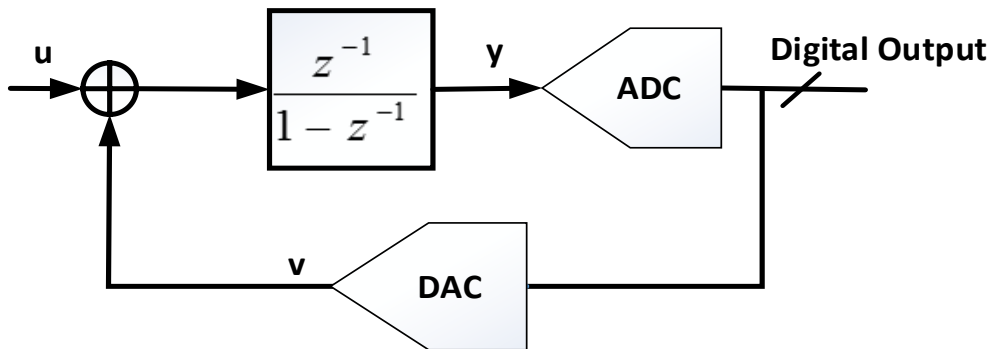 u
z^{-1}
1 - z^{-1}
y
ADC
Digital Output
v
DAC